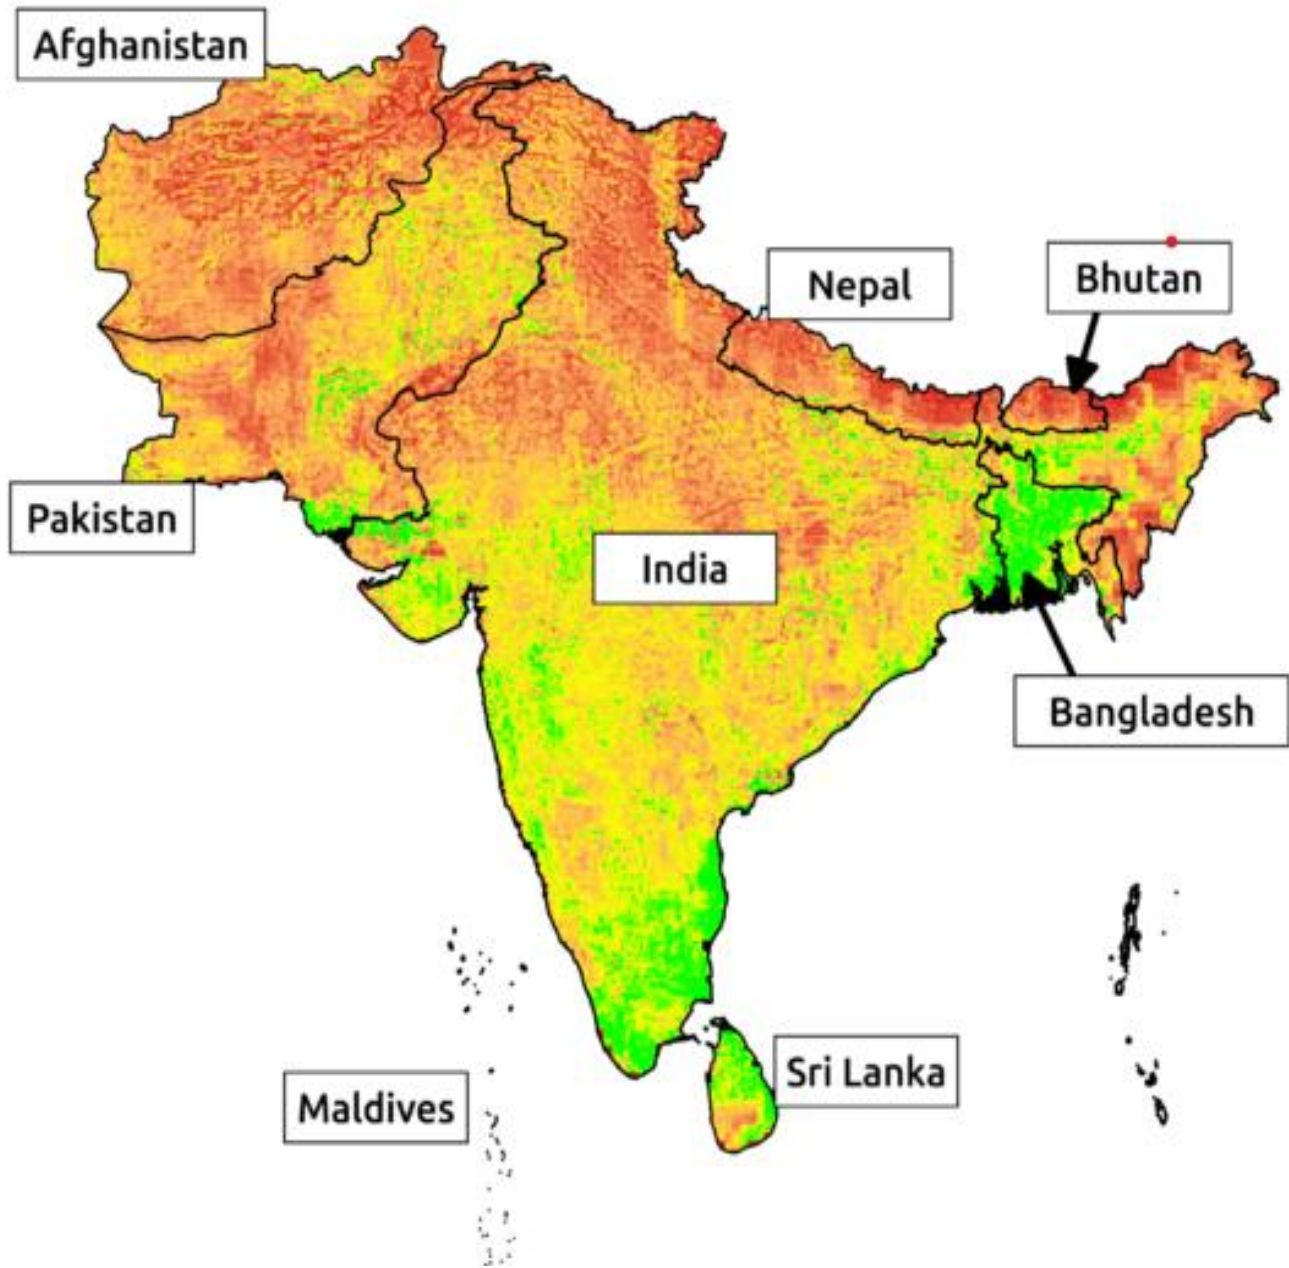 Afghanistan
Nepal
Bhutan
Pakistan
India
Bangladesh
Sri Lanka
Maldives